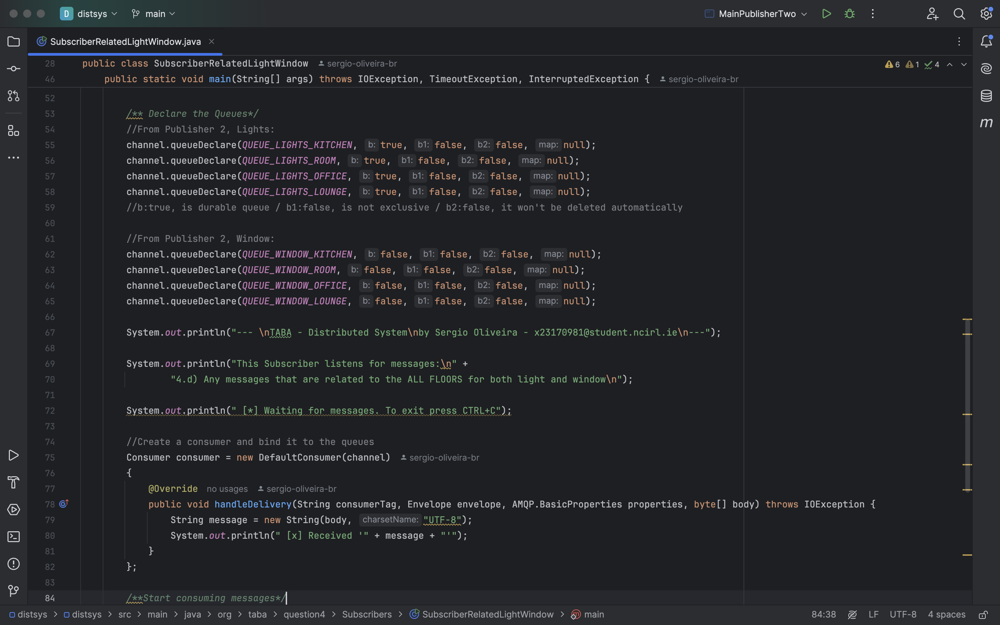 D distsys main MainPublisherTwo
SubscriberRelatedLightWindow.java
28 public class SubscriberRelatedLightWindow sergio-oliveira-br 6 1 4
46 public static void main(String[] args) throws IOException, TimeoutException, InterruptedException { sergio-oliveira-br
52
53 /** Declare the Queues*/
54 //From Publisher 2, Lights:
55 channel.queueDeclare(QUEUE_LIGHTS_KITCHEN, b: true, b1: false, b2: false, map: null);
56 channel.queueDeclare(QUEUE_LIGHTS_ROOM, b: true, b1: false, b2: false, map: null);
57 channel.queueDeclare(QUEUE_LIGHTS_OFFICE, b: true, b1: false, b2: false, map: null);
58 channel.queueDeclare(QUEUE_LIGHTS_LOUNGE, b: true, b1: false, b2: false, map: null);
59 //b:true, is durable queue / b1:false, is not exclusive / b2:false, it won't be deleted automatically
60
61 //From Publisher 2, Window:
62 channel.queueDeclare(QUEUE_WINDOW_KITCHEN, b: false, b1: false, b2: false, map: null);
63 channel.queueDeclare(QUEUE_WINDOW_ROOM, b: false, b1: false, b2: false, map: null);
64 channel.queueDeclare(QUEUE_WINDOW_OFFICE, b: false, b1: false, b2: false, map: null);
65 channel.queueDeclare(QUEUE_WINDOW_LOUNGE, b: false, b1: false, b2: false, map: null);
66
67 System.out.println("--- \nTABA - Distributed System\nby Sergio Oliveira - x23170981@student.ncirl.ie\n---");
68
69 System.out.println("This Subscriber listens for messages:\n" +
70 "4.d) Any messages that are related to the ALL FLOORS for both light and window\n");
71
72 System.out.println(" [*] Waiting for messages. To exit press CTRL+C");
73
74 //Create a consumer and bind it to the queues
75 Consumer consumer = new DefaultConsumer(channel) sergio-oliveira-br
76 {
77 @Override no usages sergio-oliveira-br
78 public void handleDelivery(String consumerTag, Envelope envelope, AMQP.BasicProperties properties, byte[] body) throws IOException {
79 String message = new String(body, charsetName: "UTF-8");
80 System.out.println(" [x] Received '" + message + "'");
81 }
82 };
83
84 /**Start consuming messages*/
distsys > distsys > src > main > java > org > taba > question4 > Subscribers > SubscriberRelatedLightWindow > main 84:38 LF UTF-8 4 spaces